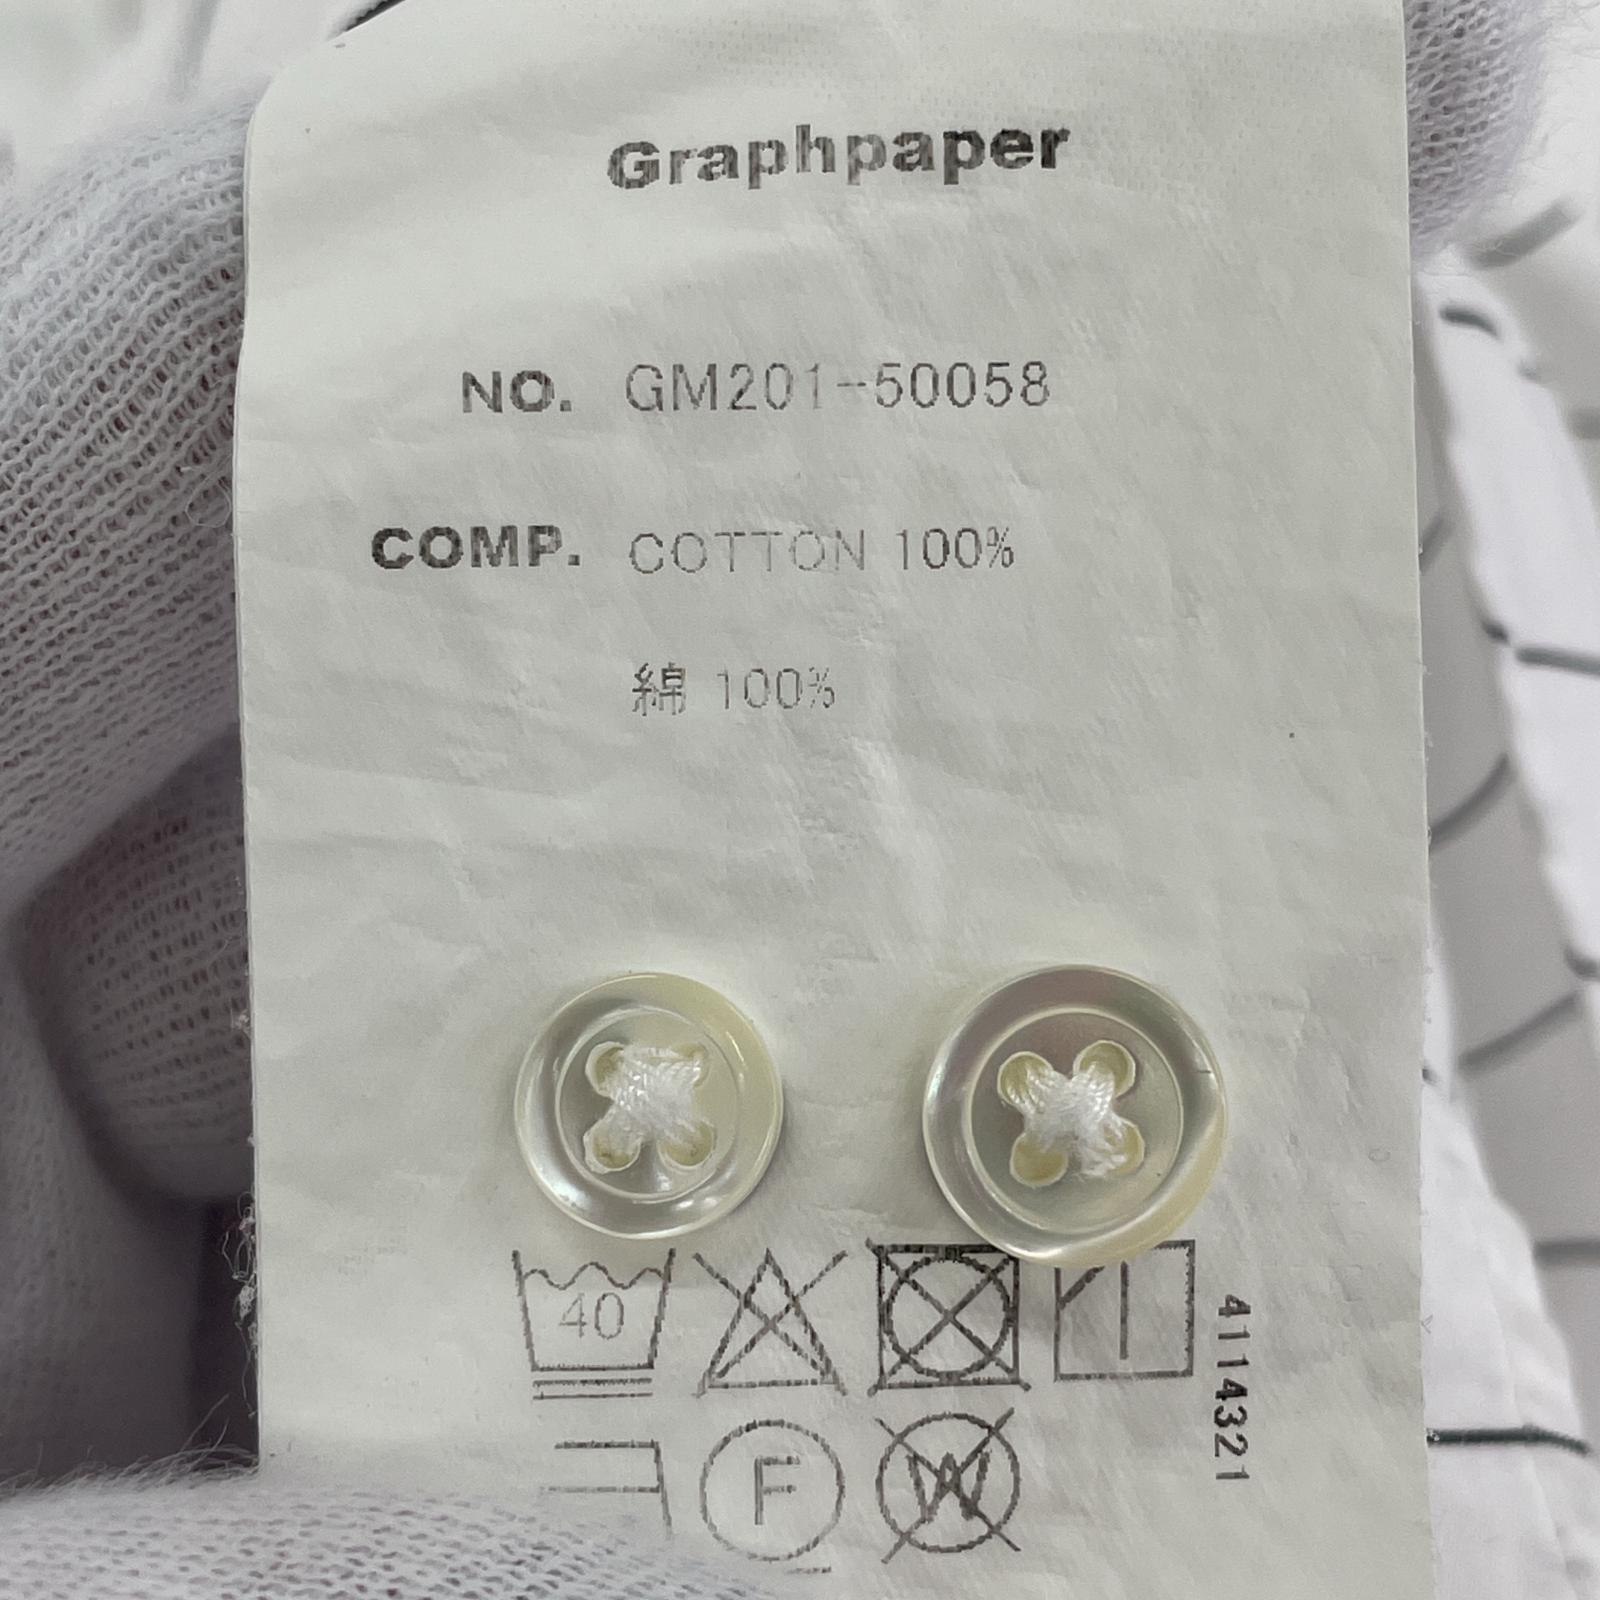 Graphpaper
NO. GM201-50058
COMP. COTTON 100%
綿 100%
40
F
W
4114321